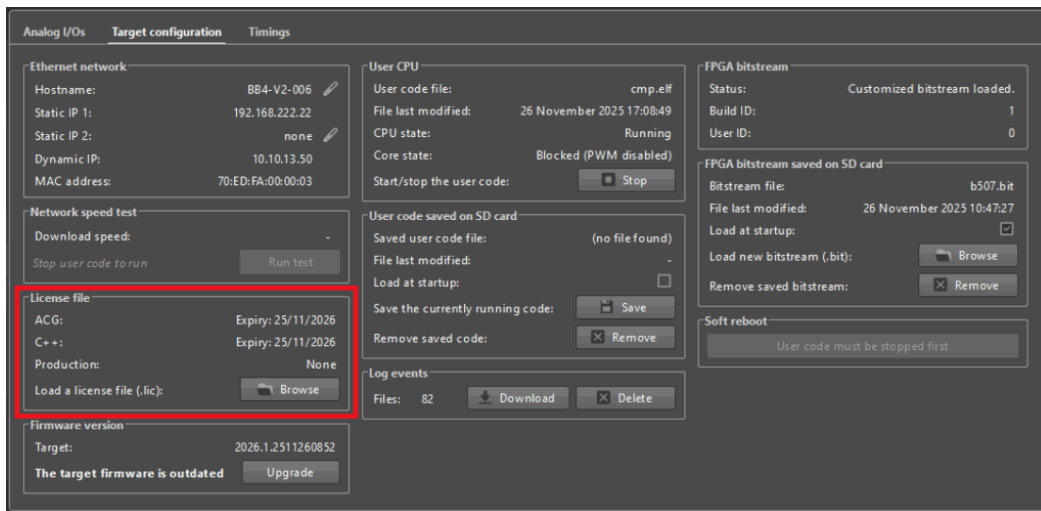 Analog I/Os Target configuration Timings
Ethernet network
Hostname: BB4-V2-006
Static IP 1: 192.168.222.22
Static IP 2: none
Dynamic IP: 10.10.13.50
MAC address: 70:ED:FA:00:00:03
Network speed test
Download speed: -
Stop user code to run Run test
License file
ACG: Expiry: 25/11/2026
C++: Expiry: 25/11/2026
Production: None
Load a license file (.lic): Browse
Firmware version
Target: 2026.1.2511260852
The target firmware is outdated Upgrade
User CPU
User code file: cmp.elf
File last modified: 26 November 2025 17:08:49
CPU state: Running
Core state: Blocked (PWM disabled)
Start/stop the user code: Stop
User code saved on SD card
Saved user code file: (no file found)
File last modified: -
Load at startup:
Save the currently running code: Save
Remove saved code: Remove
Log events
Files: 82 Download Delete
FPGA bitstream
Status: Customized bitstream loaded.
Build ID: 1
User ID: 0
FPGA bitstream saved on SD card
Bitstream file: b507.bit
File last modified: 26 November 2025 10:47:27
Load at startup:
Load new bitstream (.bit): Browse
Remove saved bitstream: Remove
Soft reboot
User code must be stopped first